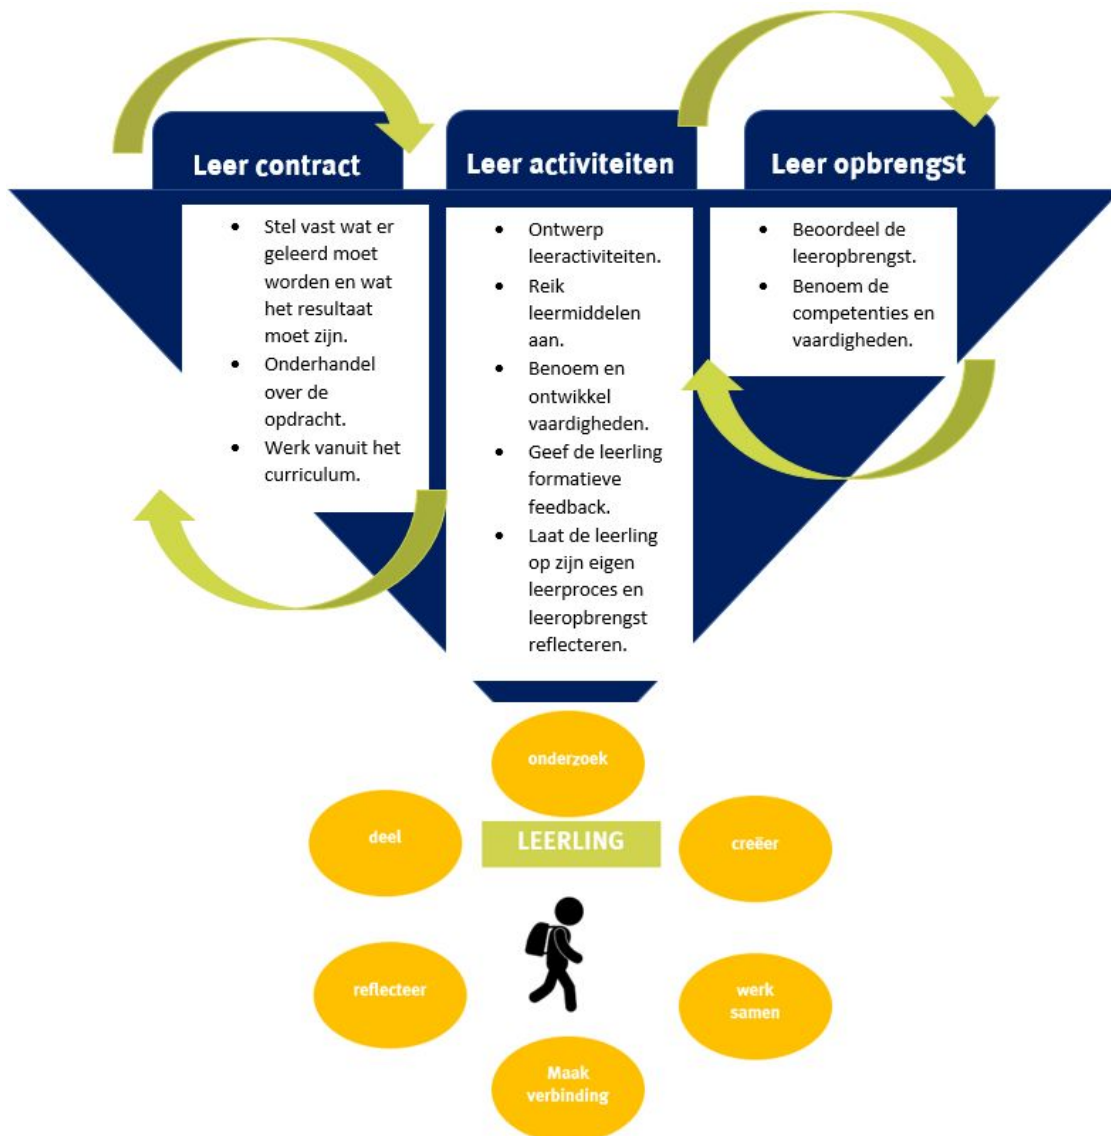 Leer contract
Stel vast wat er
geleerd moet
worden en wat
het resultaat
moet zijn.
Onderhandel
over de
opdracht.
Werk vanuit het
curriculum.
Leer activiteiten
Ontwerp
leeractiviteiten.
Reik
leermiddelen
aan.
Benoem en
ontwikkel
vaardigheden.
Geef de leerling
formatieve
feedback.
Laat de leerling
op zijn eigen
leerproces en
leeropbrengst
reflecteren.
Leer opbrengst
Beoordeel de
leeropbrengst.
Benoem de
competenties en
vaardigheden.
onderzoek
deel
LEERLING
creëer
reflecteer
werk
samen
Maak
verbinding